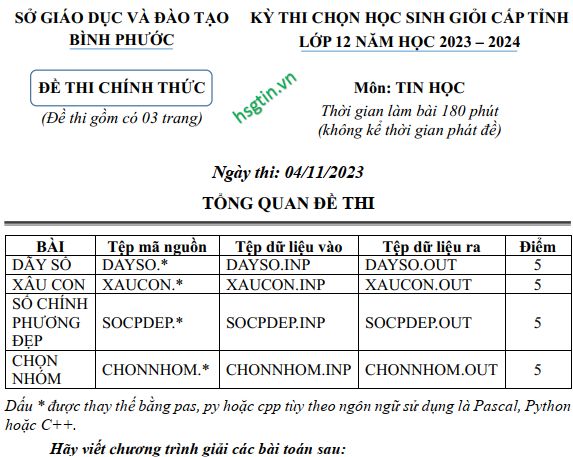 SỞ GIÁO DỤC VÀ ĐÀO TẠO
BÌNH PHƯỚC
ĐỀ THI CHÍNH THỨC
(Đề thi gồm có 03 trang)
KỲ THI CHỌN HỌC SINH GIỎI CẤP TỈNH
LỚP 12 NĂM HỌC 2023 – 2024
Môn: TIN HỌC
Thời gian làm bài 180 phút
(không kể thời gian phát đề)
hsgtin.vn
Ngày thi: 04/11/2023
TỔNG QUAN ĐỀ THI
BÀI Tệp mã nguồn Tệp dữ liệu vào Tệp dữ liệu ra Điểm
DÃY SỐ DAYSO.* DAYSO.INP DAYSO.OUT 5
XÂU CON XAUCON.* XAUCON.INP XAUCON.OUT 5
SỐ CHÍNH
PHƯƠNG SOCPDEP.* SOCPDEP.INP SOCPDEP.OUT 5
ĐẸP
CHỌN
NHÓM CHONNHOM.* CHONNHOM.INP CHONNHOM.OUT 5
Dấu * được thay thế bằng pas, py hoặc cpp tùy theo ngôn ngữ sử dụng là Pascal, Python
hoặc C++.
Hãy viết chương trình giải các bài toán sau: